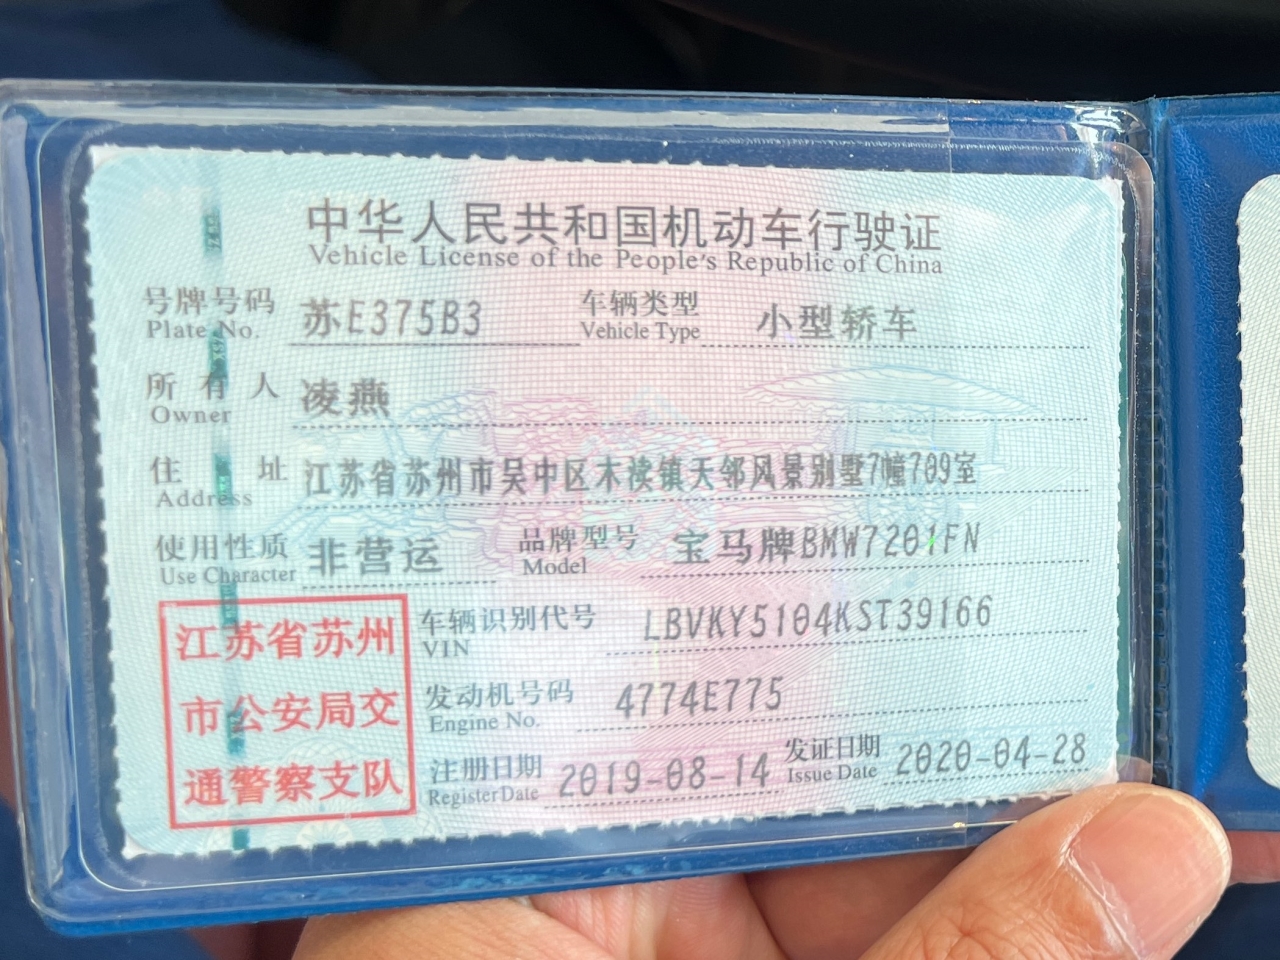 中华人民共和国机动车行驶证
Vehicle License of the People's Republic of China
号牌号码 苏E375B3 车辆类型 小型轿车
Plate No. Vehicle Type
所有人 凌燕
Owner
住址 江苏省苏州市吴中区木渎镇天邻风景别墅7幢709室
Address
使用性质 非营运 品牌型号 宝马牌BMW7201FN
Use Character Model
江苏省苏州
市公安局交
通警察支队
车辆识别代号 LBVKY5104KST39166
VIN
发动机号码 4774E775
Engine No.
注册日期 2019-08-14 发证日期 2020-04-28
Register Date Issue Date